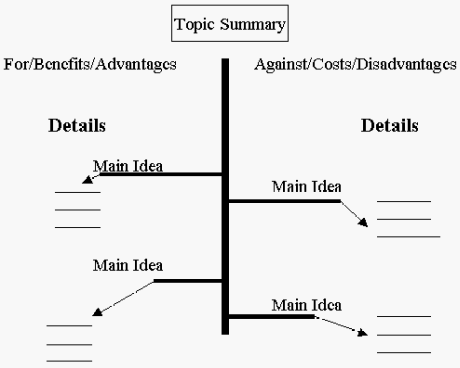 Topic Summary
For/Benefits/Advantages
Against/Costs/Disadvantages
Details
Details
Main Idea
Main Idea
Main Idea
Main Idea